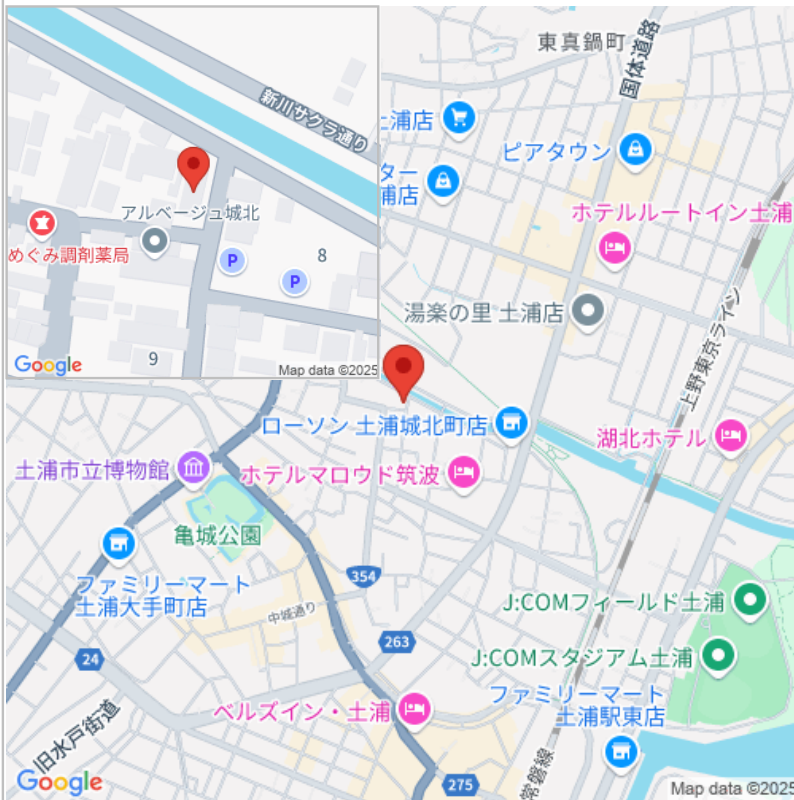 新川サクラ通り
アルベージュ城北
めぐみ調剤薬局
P
P
8
9
Google
Map data ©2025
東真鍋町
国体道路
土浦店
ピアタウン
ター
浦店
ホテルルートイン土浦
湯楽の里 土浦店
上野東京ライン
ローソン 土浦城北町店
湖北ホテル
土浦市立博物館
ホテルマロウド筑波
亀城公園
ファミリーマート
土浦大手町店
354
中城通り
J:COMフィールド土浦
263
J:COMスタジアム土浦
24
ファミリーマート
土浦駅東店
ベルズイン・土浦
旧水戸街道
常磐線
275
Google
Map data ©2025